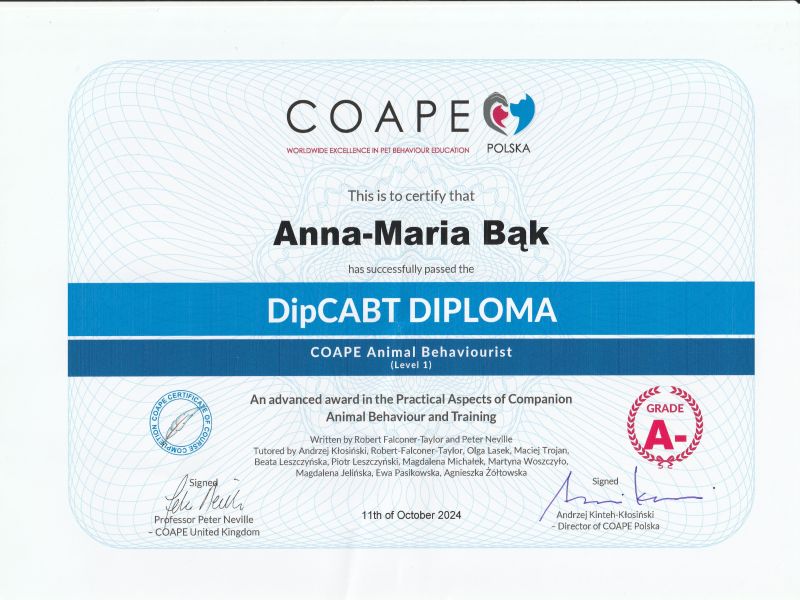 COAPE
WORLDWIDE EXCELLENCE IN PET BEHAVIOUR EDUCATION
POLSKA
This is to certify that
Anna-Maria Bąk
has successfully passed the
DipCABT DIPLOMA
COAPE Animal Behaviourist
(Level 1)
An advanced award in the Practical Aspects of Companion
Animal Behaviour and Training
COAPE CERTIFICATE OF COURSE COMPLETION
GRADE
A-
Written by Robert Falconer-Taylor and Peter Neville
Tutored by Andrzej Kłosiński, Robert-Falconer-Taylor, Olga Lasek, Maciej Trojan,
Beata Leszczyńska, Piotr Leszczyński, Magdalena Michałek, Martyna Woszczyło,
Magdalena Jelińska, Ewa Pasikowska, Agnieszka Żółtowska
Signed
Professor Peter Neville
– COAPE United Kingdom
11th of October 2024
Signed
Andrzej Kinteh-Kłosiński
– Director of COAPE Polska